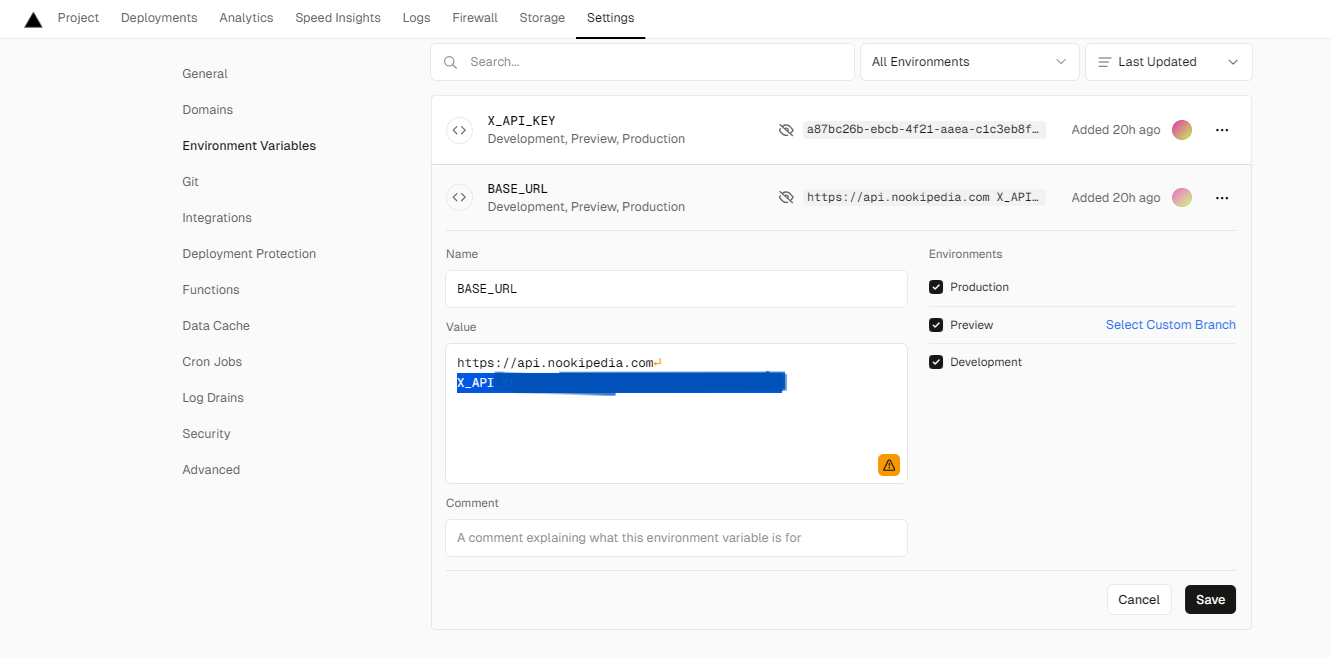 Project Deployments Analytics Speed Insights Logs Firewall Storage Settings
General
Domains
Environment Variables
Git
Integrations
Deployment Protection
Functions
Data Cache
Cron Jobs
Log Drains
Security
Advanced
Search...
All Environments
Last Updated
X_API_KEY
Development, Preview, Production
a87bc26b-ebcb-4f21-aaea-c1c3eb8f…
Added 20h ago
BASE_URL
Development, Preview, Production
https://api.nookipedia.com X_API…
Added 20h ago
Name
BASE_URL
Value
https://api.nookipedia.com↵
X_API
Comment
A comment explaining what this environment variable is for
Environments
Production
Preview
Select Custom Branch
Development
Cancel
Save